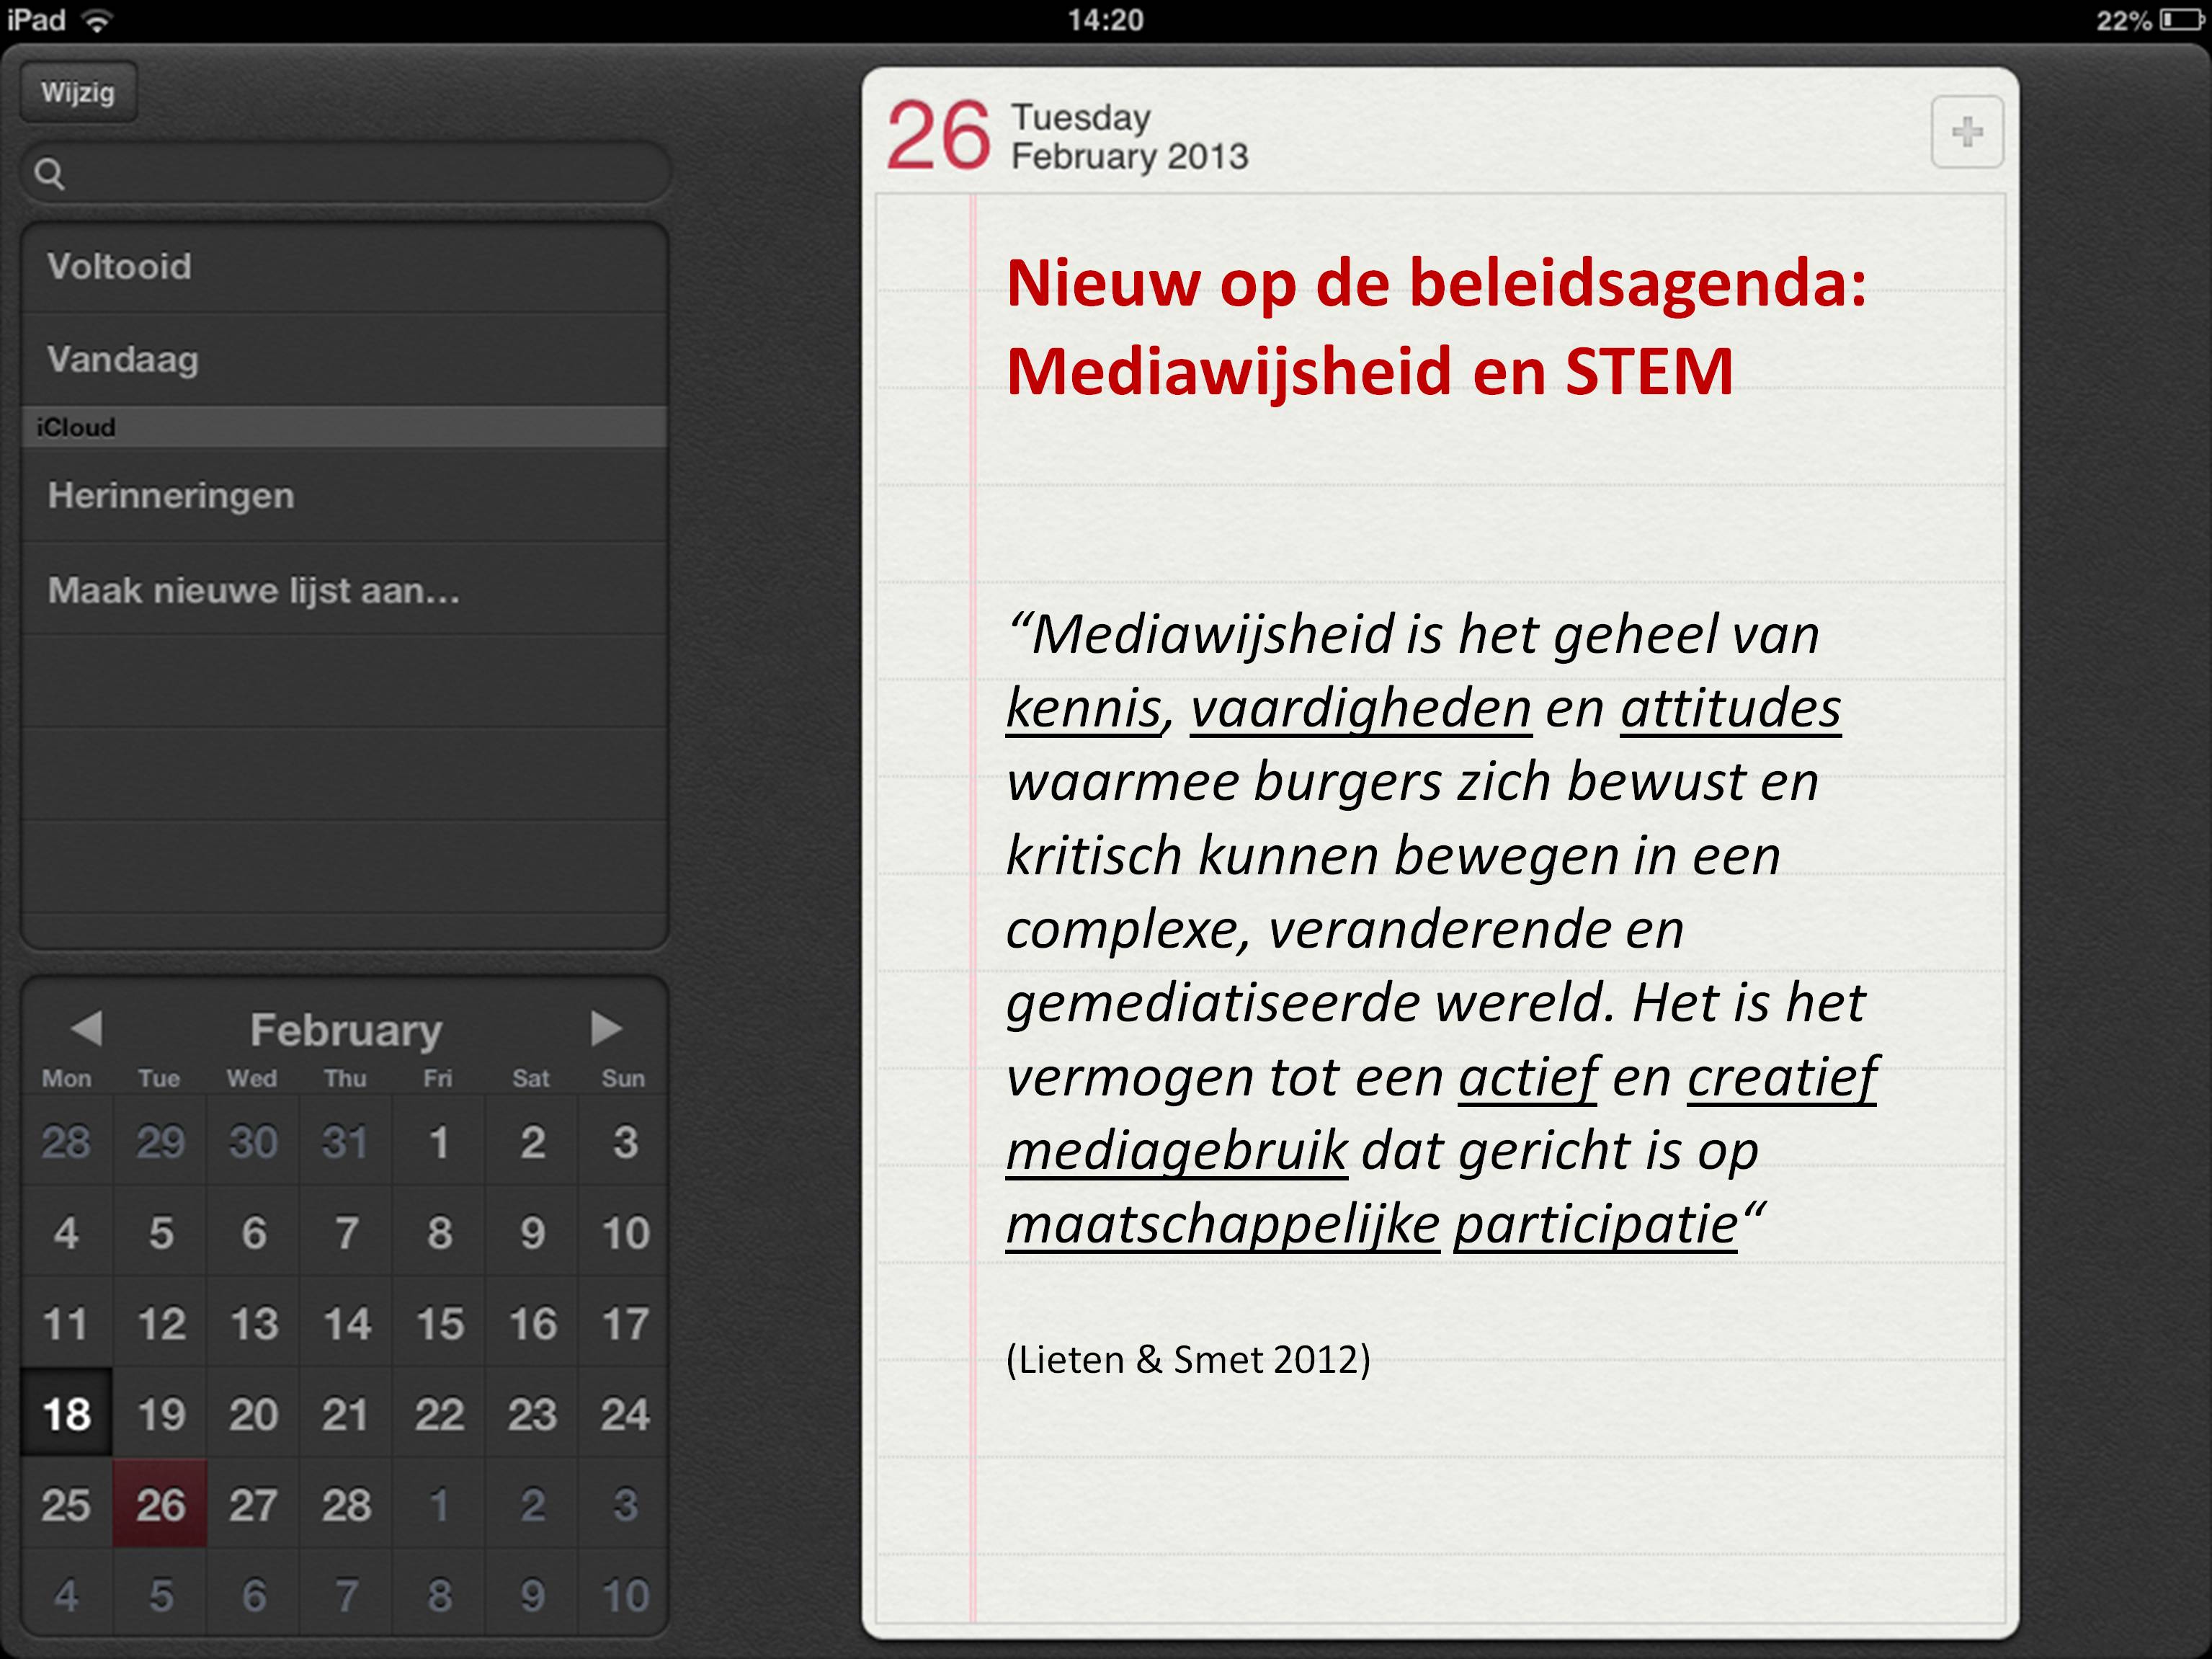 iPad 14:20 22%
Wijzig
Voltooid
Vandaag
iCloud
Herinneringen
Maak nieuwe lijst aan...
February
Mon Tue Wed Thu Fri Sat Sun
28 29 30 31 1 2 3
4 5 6 7 8 9 10
11 12 13 14 15 16 17
18 19 20 21 22 23 24
25 26 27 28 1 2 3
4 5 6 7 8 9 10
26 Tuesday
February 2013
Nieuw op de beleidsagenda:
Mediawijsheid en STEM
“Mediawijsheid is het geheel van
kennis, vaardigheden en attitudes
waarmee burgers zich bewust en
kritisch kunnen bewegen in een
complexe, veranderende en
gemediatiseerde wereld. Het is het
vermogen tot een actief en creatief
mediagebruik dat gericht is op
maatschappelijke participatie“
(Lieten & Smet 2012)